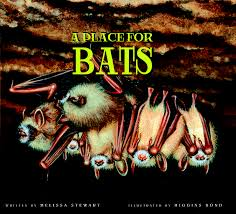 A PLACE FOR
BATS
WRITTEN BY MELISSA STEWART
ILLUSTRATED BY HIGGINS BOND